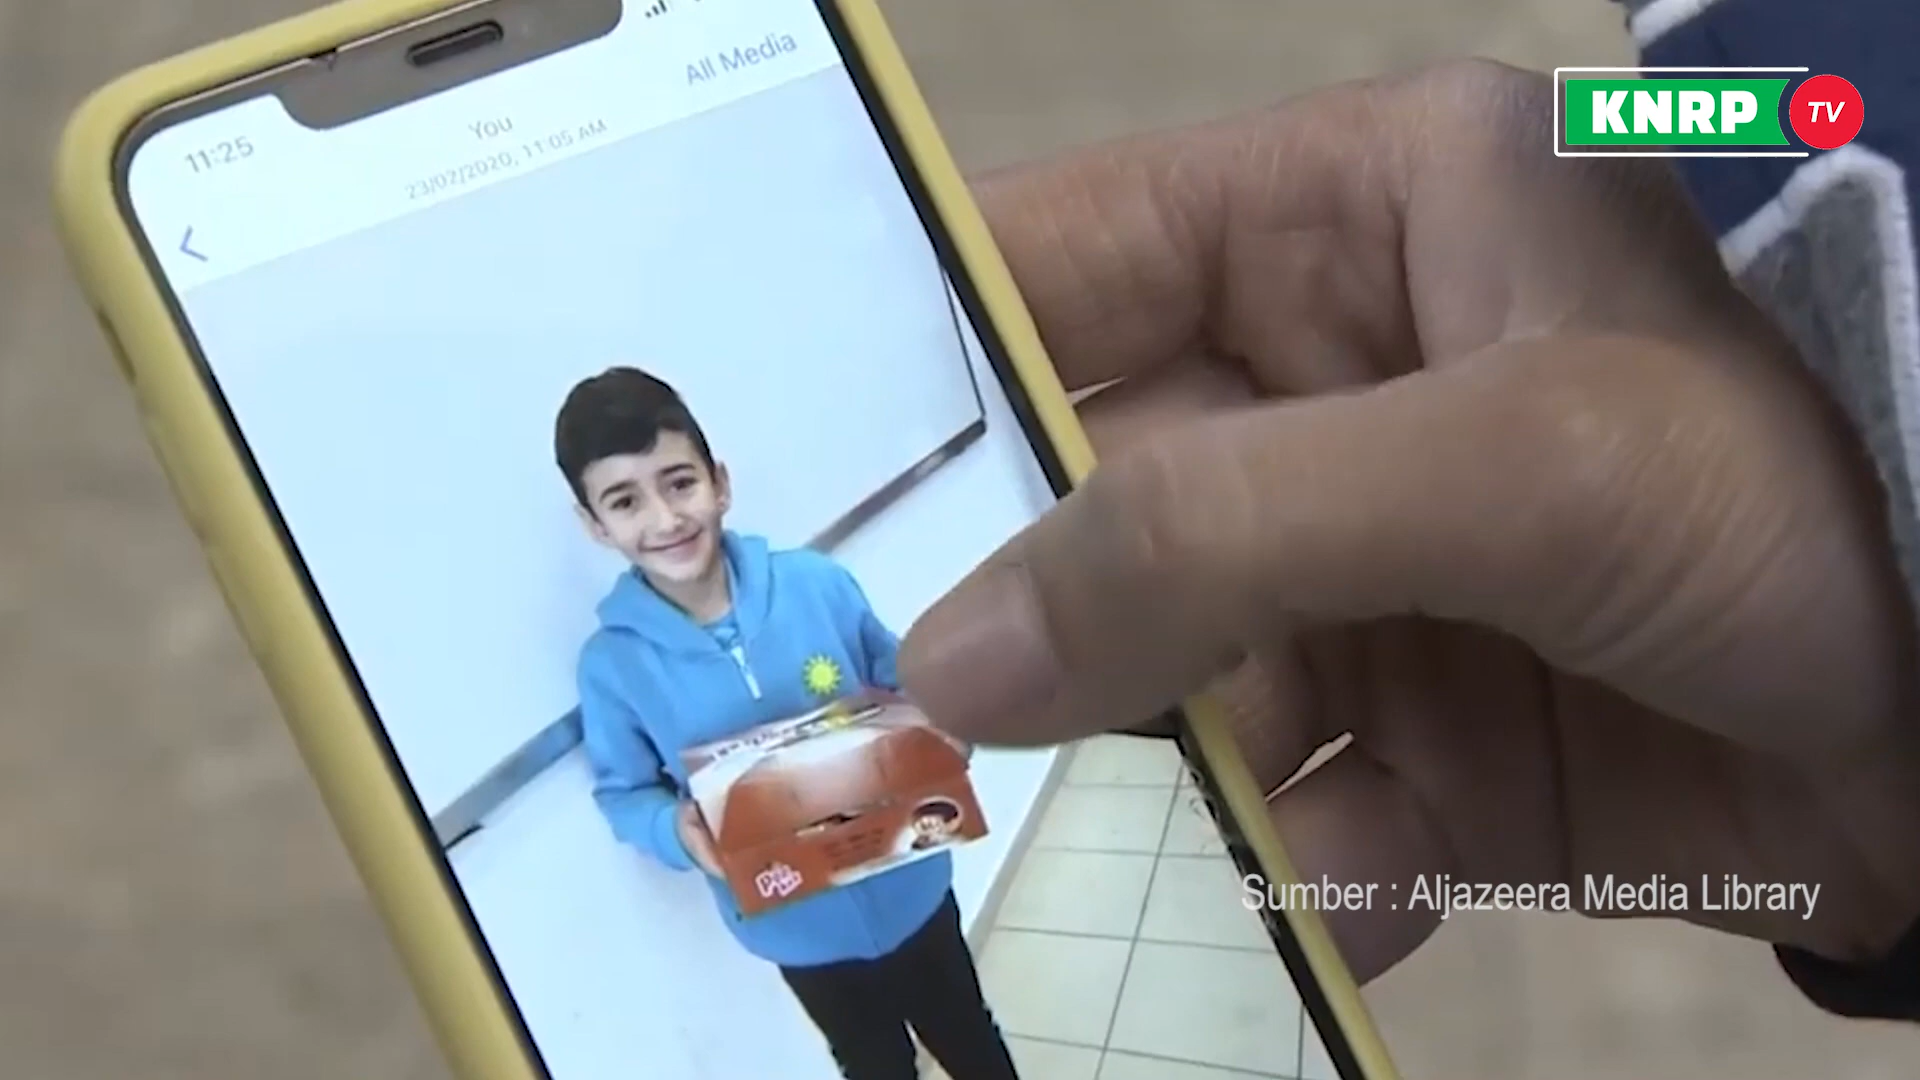 KNRP TV
All Media
You
11:25
23/02/2020, 11:05 AM
Sumber : Aljazeera Media Library